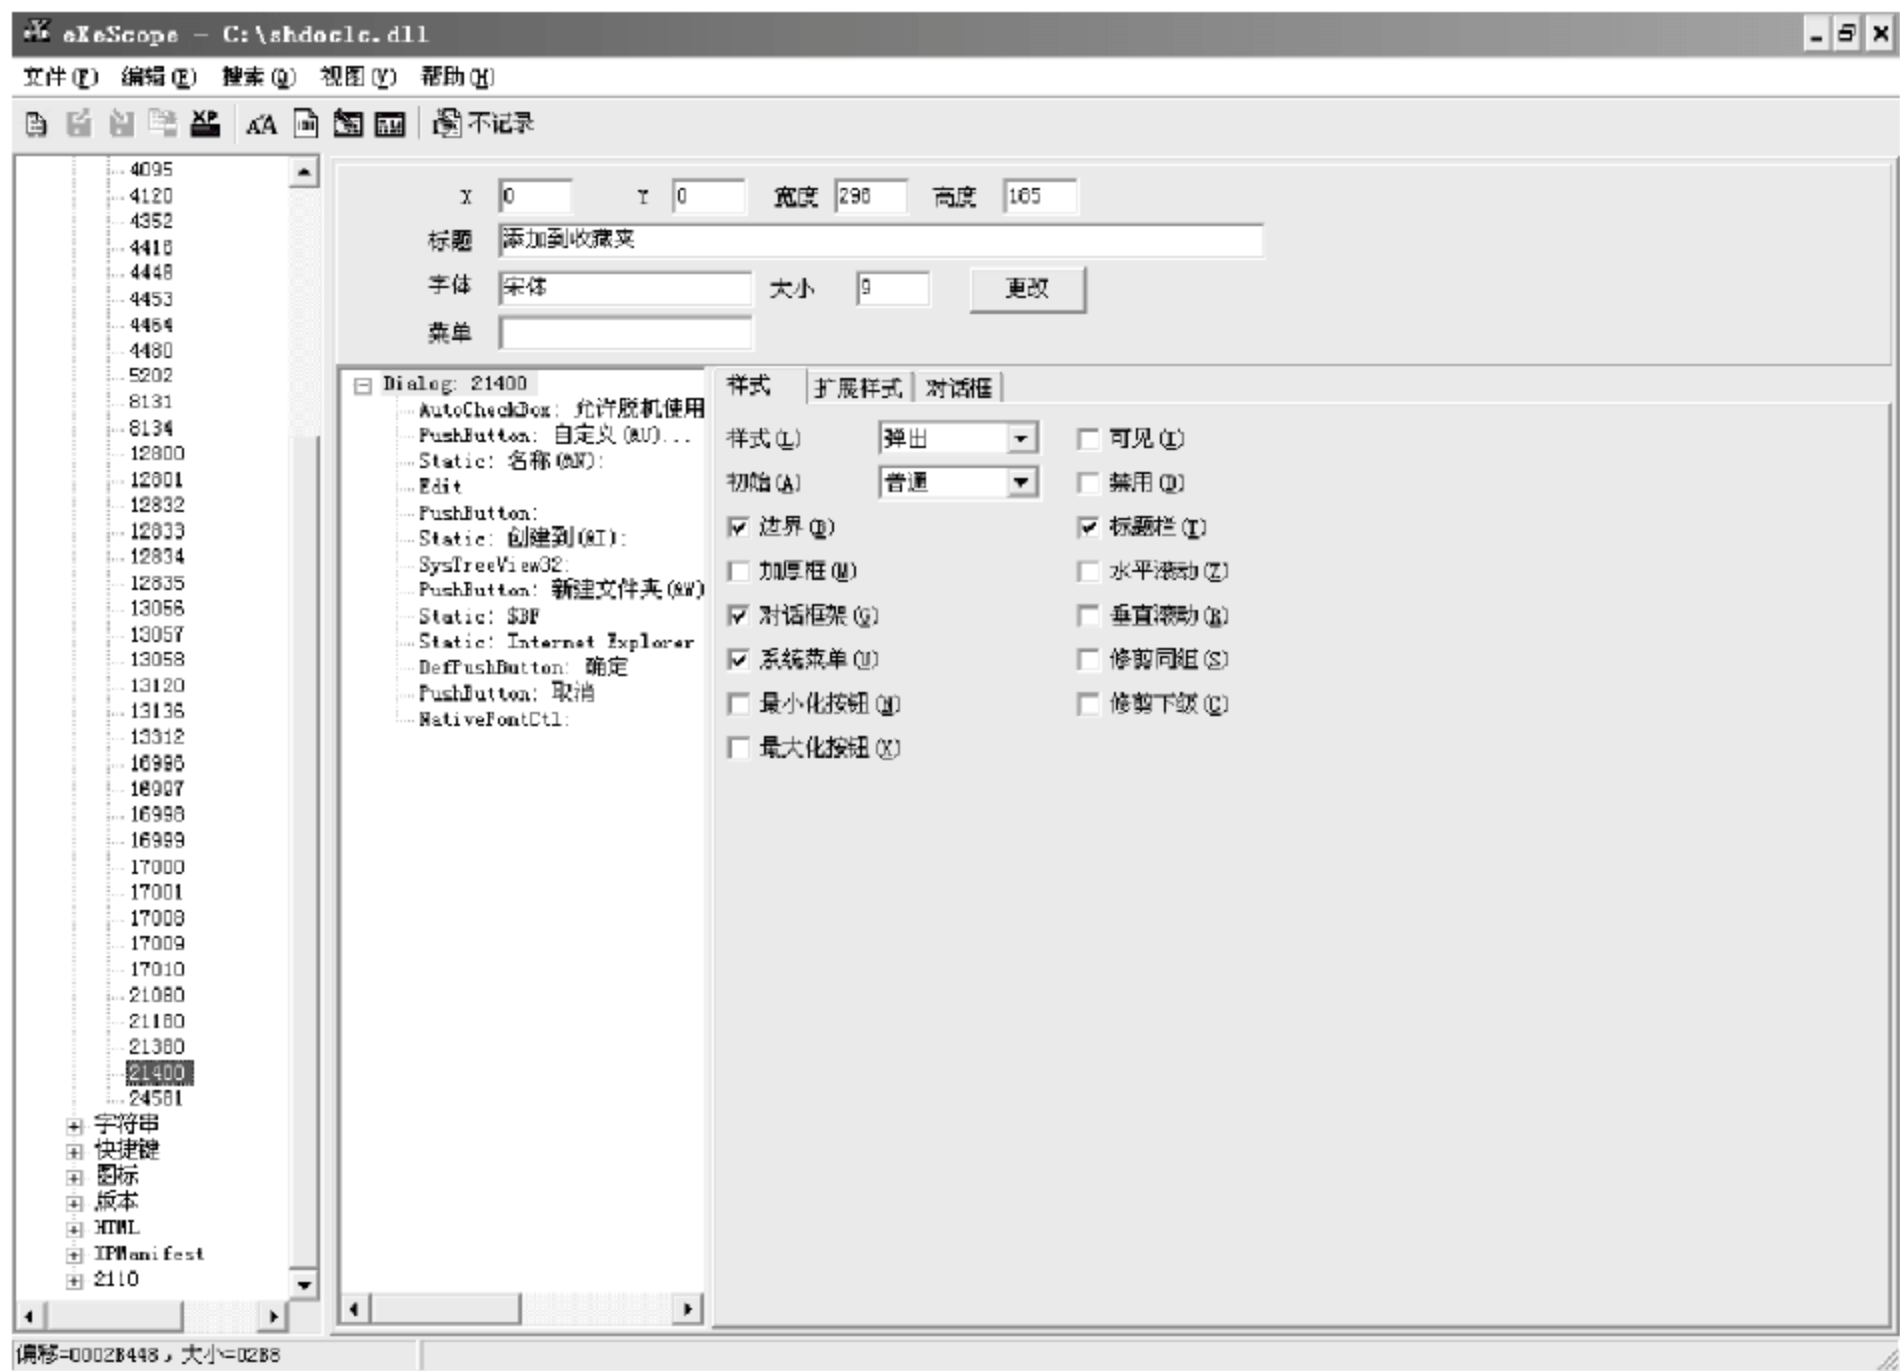 eXeScope - C:\shdoclc.dll
文件(F) 编辑(E) 搜索(Q) 视图(V) 帮助(H)
不记录
4095
4120
4352
4416
4448
4453
4464
4480
5202
8131
8134
12800
12801
12832
12833
12834
12835
13056
13057
13058
13120
13136
13312
16996
16997
16998
16999
17000
17001
17008
17009
17010
21080
21180
21380
21400
24581
字符串
快捷键
图标
版本
HTML
XPManifest
2110
X 0 Y 0 宽度 298 高度 165
标题 添加到收藏夹
字体 宋体 大小 9 更改
菜单
Dialog: 21400
AutoCheckBox: 允许脱机使用
PushButton: 自定义(&U)...
Static: 名称(&N):
Edit
PushButton:
Static: 创建到(&I):
SysTreeView32:
PushButton: 新建文件夹(&W)
Static: $BF
Static: Internet Explorer
DefPushButton: 确定
PushButton: 取消
NativeFontCtl:
样式 扩展样式 对话框
样式(L) 弹出 可见(I)
初始(A) 普通 禁用(D)
边界(B) 标题栏(T)
加厚框(M) 水平滚动(Z)
对话框架(G) 垂直滚动(R)
系统菜单(U) 修剪同组(S)
最小化按钮(N) 修剪下级(C)
最大化按钮(X)
偏移=0002B448, 大小=02B8